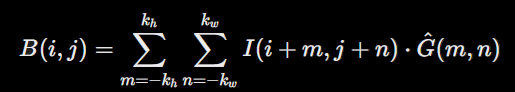 $$B(i,j) = \sum_{m=-k_h}^{k_h} \sum_{n=-k_w}^{k_w} I(i+m, j+n) \cdot \hat{G}(m,n)$$